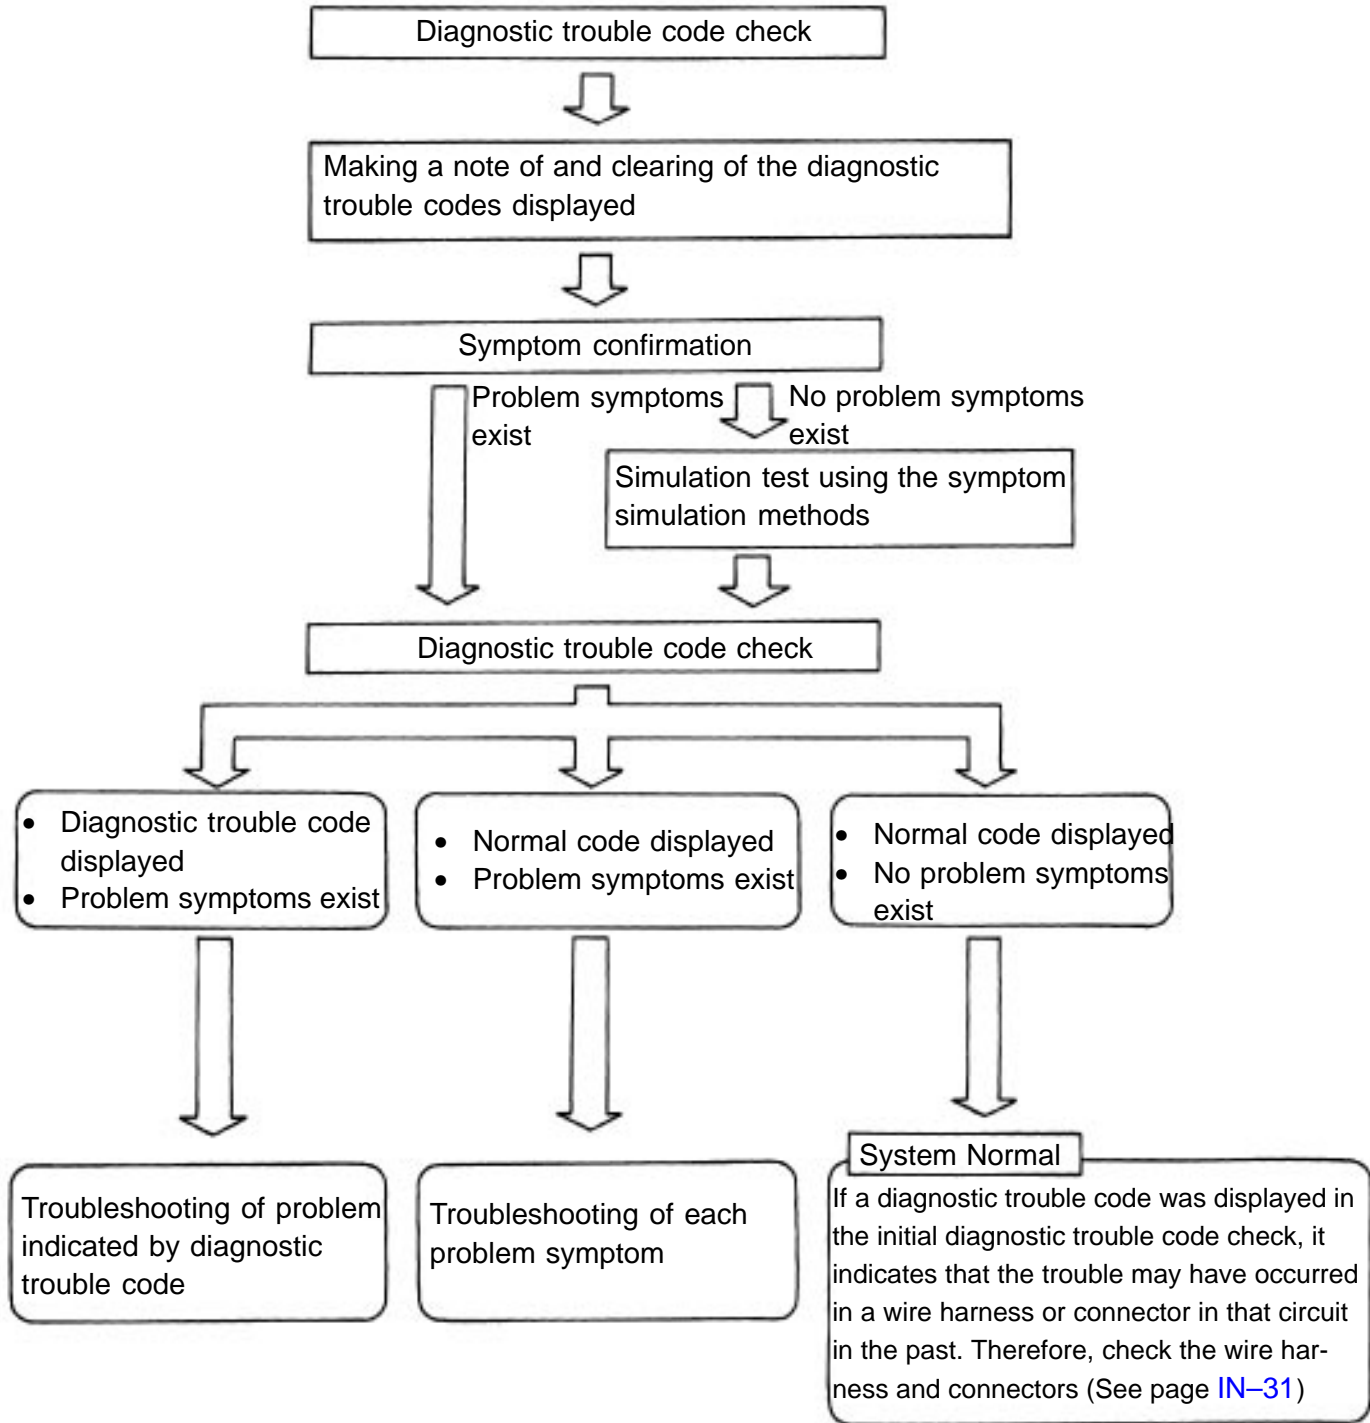 Diagnostic trouble code check
Making a note of and clearing of the diagnostic
trouble codes displayed
Symptom confirmation
Problem symptoms
exist
No problem symptoms
exist
Simulation test using the symptom
simulation methods
Diagnostic trouble code check
• Diagnostic trouble code
displayed
• Problem symptoms exist
• Normal code displayed
• Problem symptoms exist
• Normal code displayed
• No problem symptoms
exist
Troubleshooting of problem
indicated by diagnostic
trouble code
Troubleshooting of each
problem symptom
System Normal
If a diagnostic trouble code was displayed in
the initial diagnostic trouble code check, it
indicates that the trouble may have occurred
in a wire harness or connector in that circuit
in the past. Therefore, check the wire har-
ness and connectors (See page IN–31)